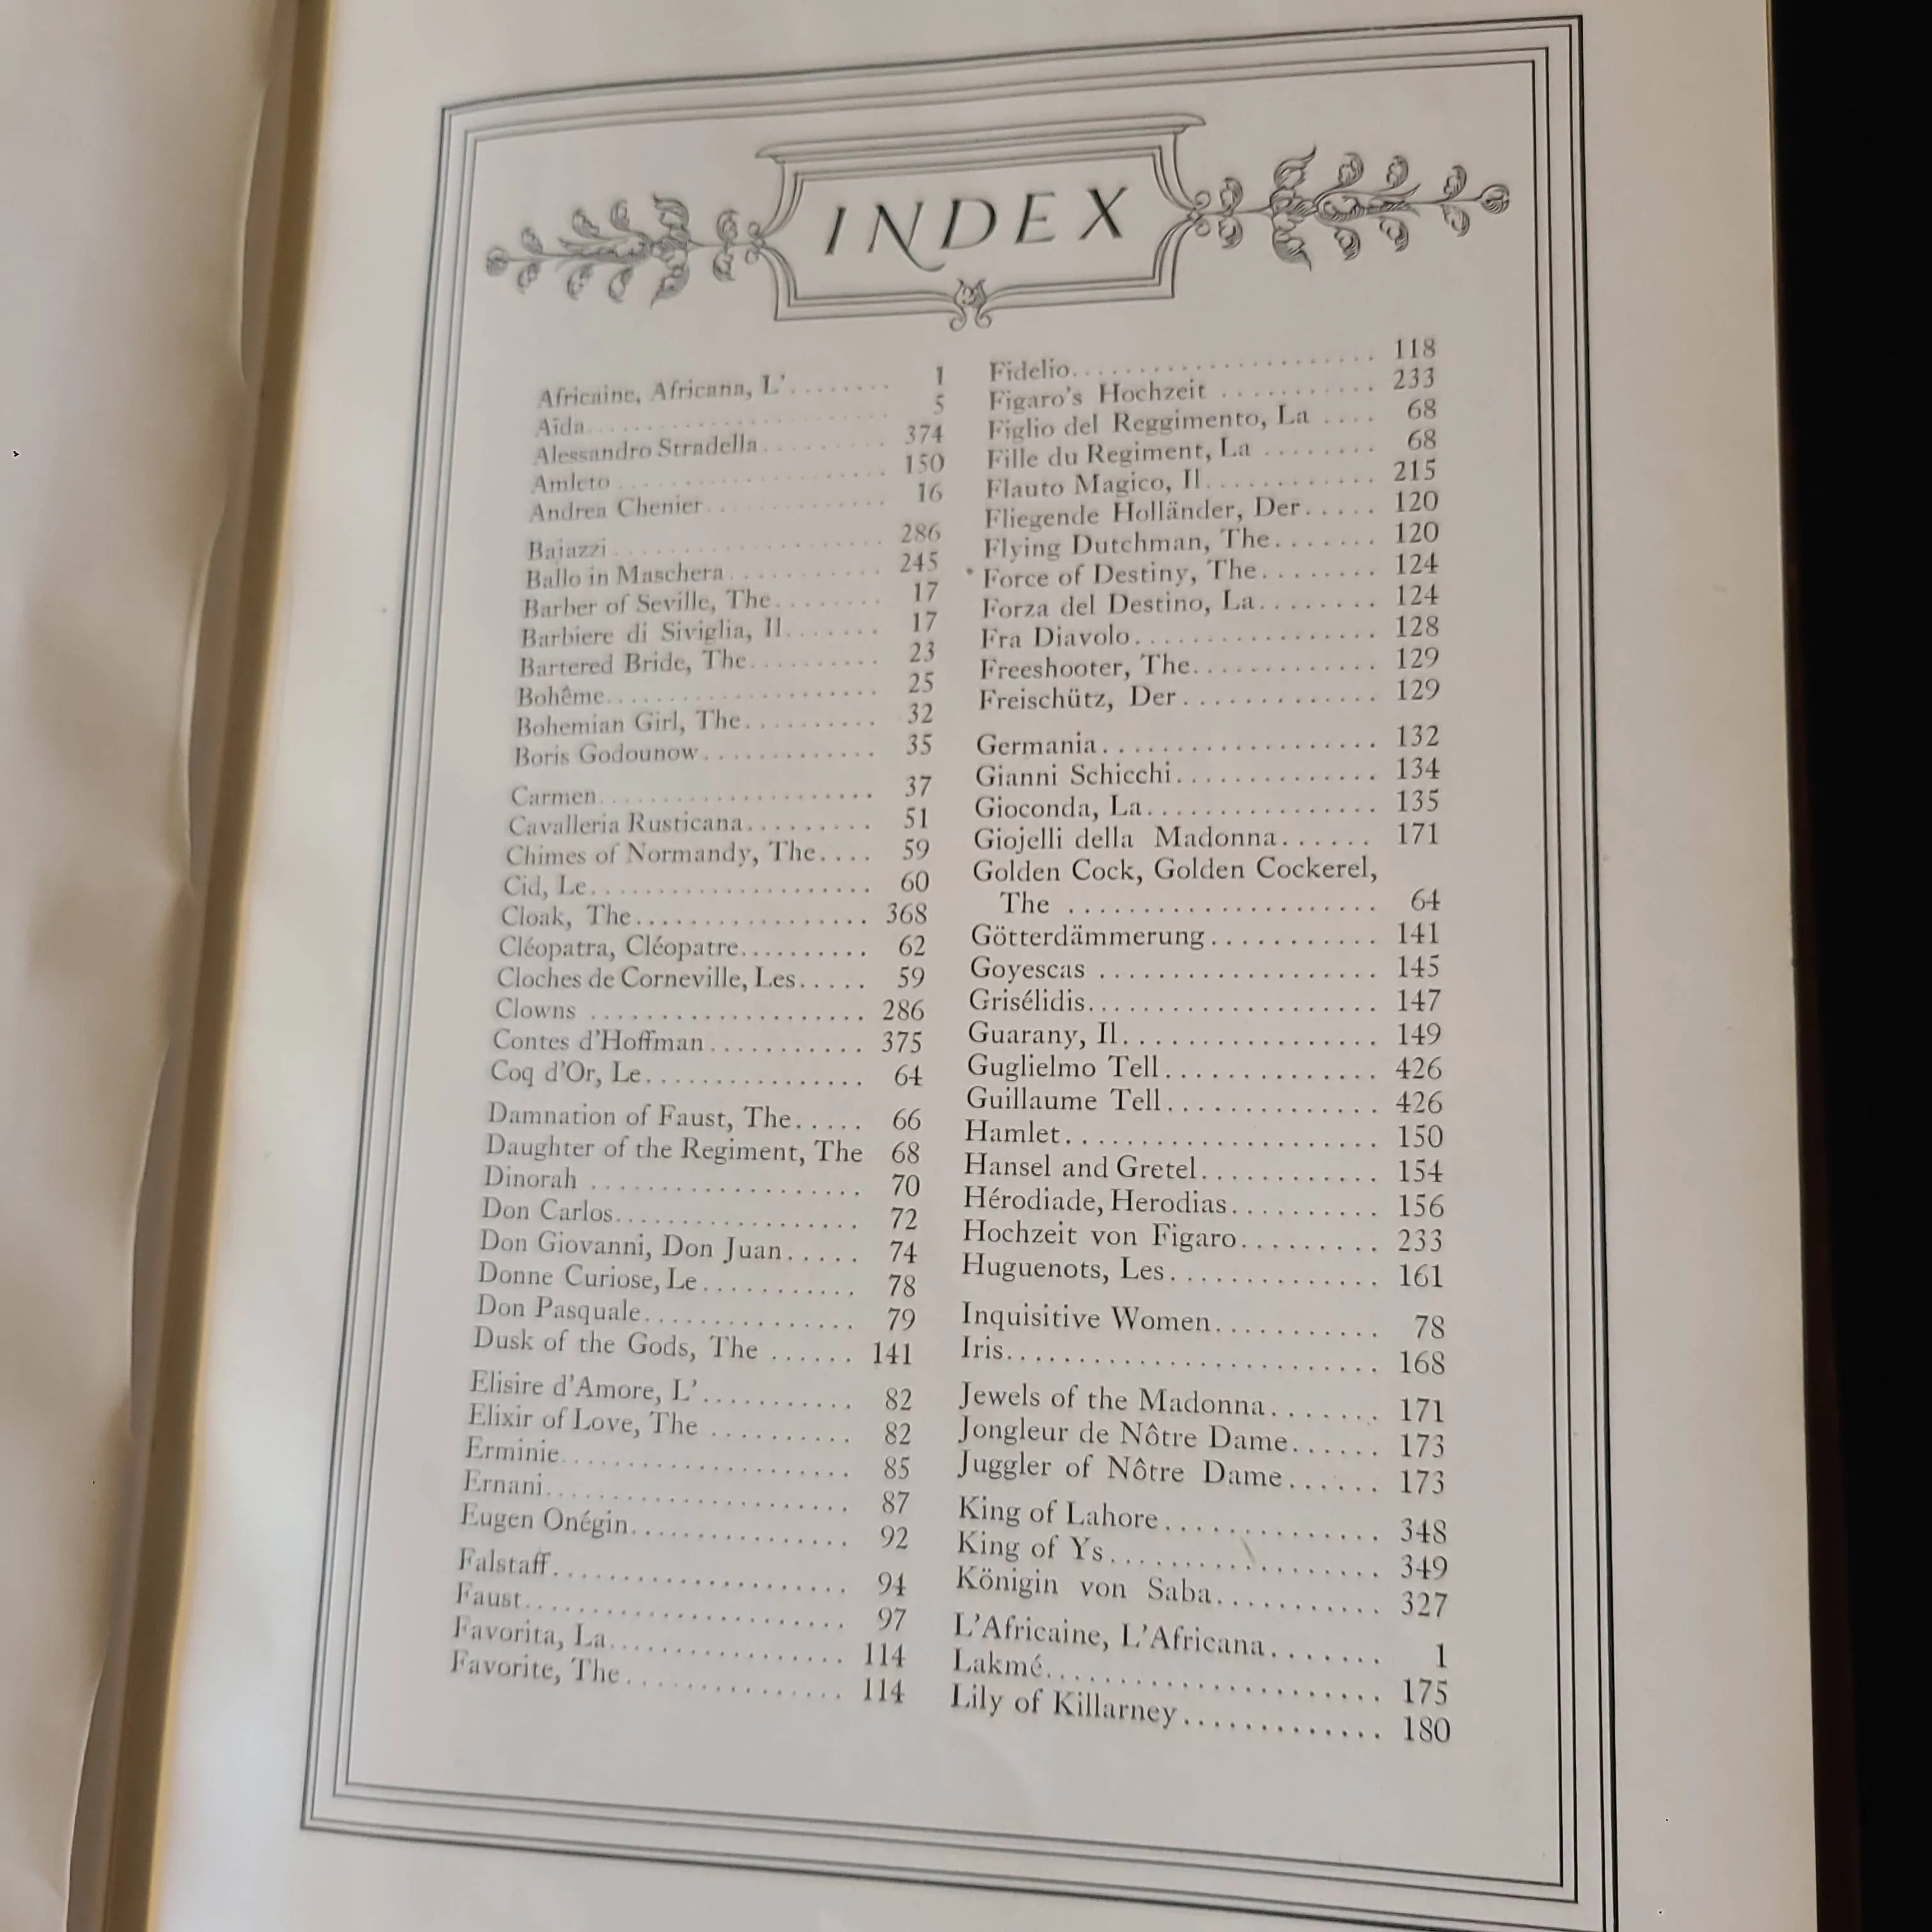 INDEX
Africaine, Africana, L'........ 1
Aïda.................... 5
Alessandro Stradella......... 374
Amleto.................. 150
Andrea Chenier............. 16
Bajazzi.................. 286
Ballo in Maschera........... 245
Barber of Seville, The........ 17
Barbiere di Siviglia, Il....... 17
Bartered Bride, The.......... 23
Bohême.................... 25
Bohemian Girl, The.......... 32
Boris Godounow............. 35
Carmen.................... 37
Cavalleria Rusticana......... 51
Chimes of Normandy, The.... 59
Cid, Le..................... 60
Cloak, The................. 368
Cléopatra, Cléopatre.......... 62
Cloches de Corneville, Les..... 59
Clowns .................... 286
Contes d'Hoffman............ 375
Coq d'Or, Le................ 64
Damnation of Faust, The..... 66
Daughter of the Regiment, The 68
Dinorah ................... 70
Don Carlos.................. 72
Don Giovanni, Don Juan..... 74
Donne Curiose, Le........... 78
Don Pasquale................ 79
Dusk of the Gods, The ...... 141
Elisire d'Amore, L'........... 82
Elixir of Love, The .......... 82
Erminie..................... 85
Ernani...................... 87
Eugen Onégin................ 92
Falstaff..................... 94
Faust....................... 97
Favorita, La................. 114
Favorite, The................ 114
Fidelio...................... 118
Figaro's Hochzeit ........... 233
Figlio del Reggimento, La .... 68
Fille du Regiment, La ........ 68
Flauto Magico, Il............ 215
Fliegende Holländer, Der..... 120
Flying Dutchman, The....... 120
Force of Destiny, The........ 124
Forza del Destino, La........ 124
Fra Diavolo................. 128
Freeshooter, The............. 129
Freischütz, Der............. 129
Germania................... 132
Gianni Schicchi.............. 134
Gioconda, La................ 135
Giojelli della Madonna...... 171
Golden Cock, Golden Cockerel,
The ..................... 64
Götterdämmerung........... 141
Goyescas ................... 145
Grisélidis.................... 147
Guarany, Il................. 149
Guglielmo Tell.............. 426
Guillaume Tell.............. 426
Hamlet..................... 150
Hansel and Gretel............ 154
Hérodiade, Herodias.......... 156
Hochzeit von Figaro......... 233
Huguenots, Les.............. 161
Inquisitive Women........... 78
Iris......................... 168
Jewels of the Madonna....... 171
Jongleur de Nôtre Dame...... 173
Juggler of Nôtre Dame...... 173
King of Lahore.............. 348
King of Ys.................. 349
Königin von Saba........... 327
L'Africaine, L'Africana....... 1
Lakmé...................... 175
Lily of Killarney............. 180